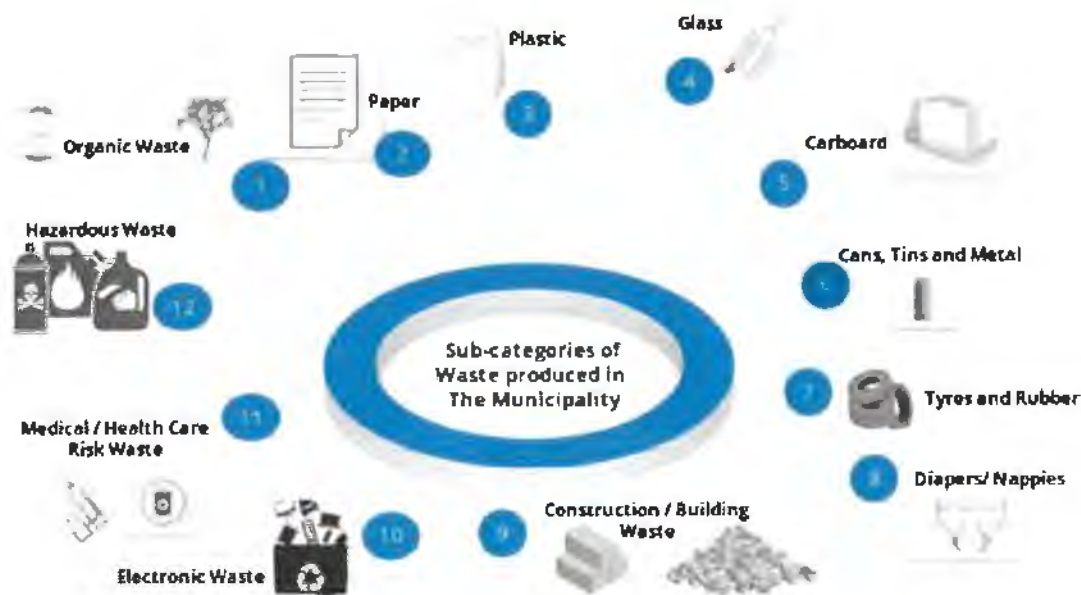 Organic Waste
1
Paper
2
Plastic
3
Glass
4
Carboard
5
Cans, Tins and Metal
6
Tyres and Rubber
7
Diapers/ Nappies
8
Construction / Building
Waste
9
Electronic Waste
10
Medical / Health Care
Risk Waste
11
Hazardous Waste
12
Sub-categories of
Waste produced in
The Municipality